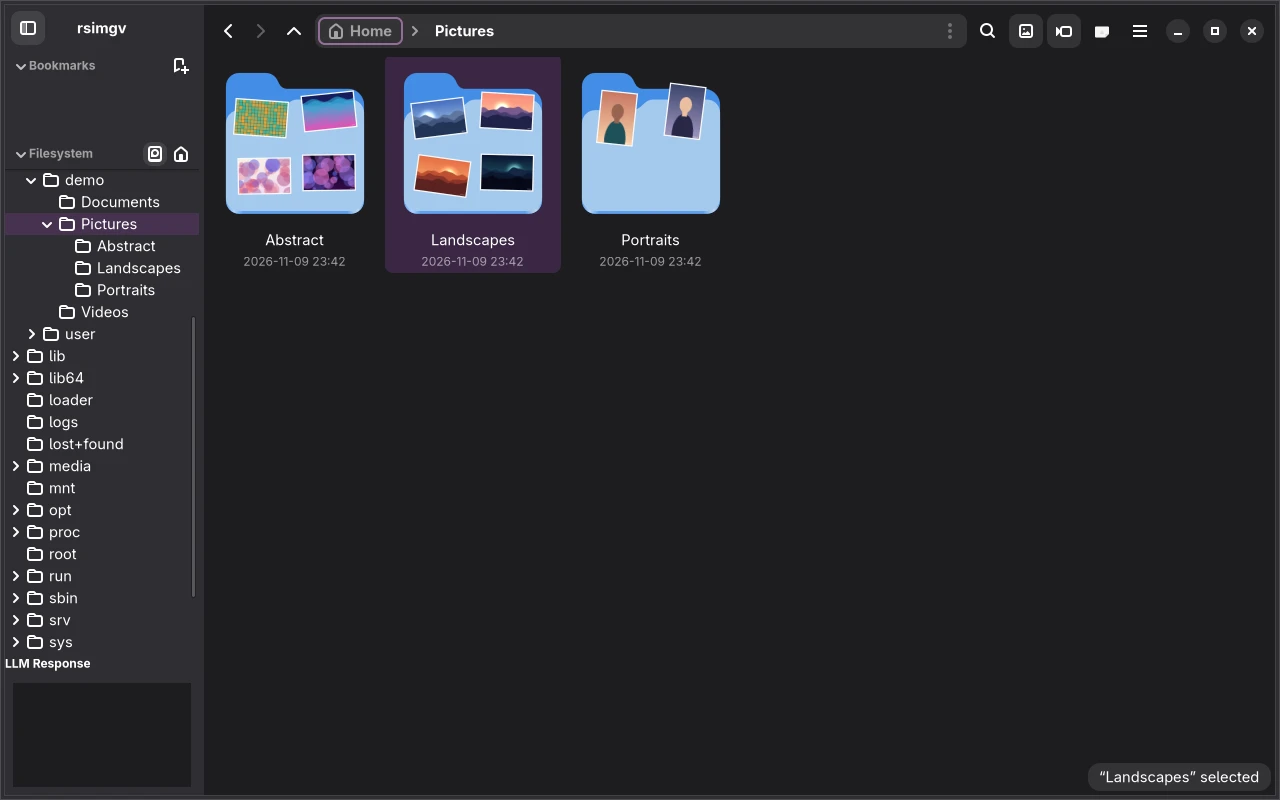 rsimgv
Home
Pictures
Bookmarks
Filesystem
demo
Documents
Pictures
Abstract
Landscapes
Portraits
Videos
user
lib
lib64
loader
logs
lost+found
media
mnt
opt
proc
root
run
sbin
srv
sys
LLM Response
Abstract
2026-11-09 23:42
Landscapes
2026-11-09 23:42
Portraits
2026-11-09 23:42
“Landscapes” selected